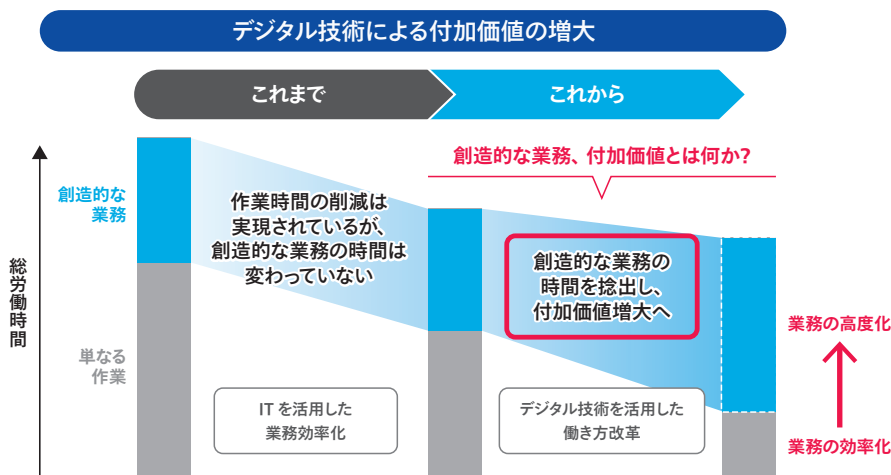 デジタル技術による付加価値の増大
これまで
これから
創造的な業務、付加価値とは何か?
総労働時間
創造的な
業務
単なる
作業
作業時間の削減は
実現されているが、
創造的な業務の時間は
変わっていない
創造的な業務の
時間を捻出し、
付加価値増大へ
ITを活用した
業務効率化
デジタル技術を活用した
働き方改革
業務の高度化
業務の効率化